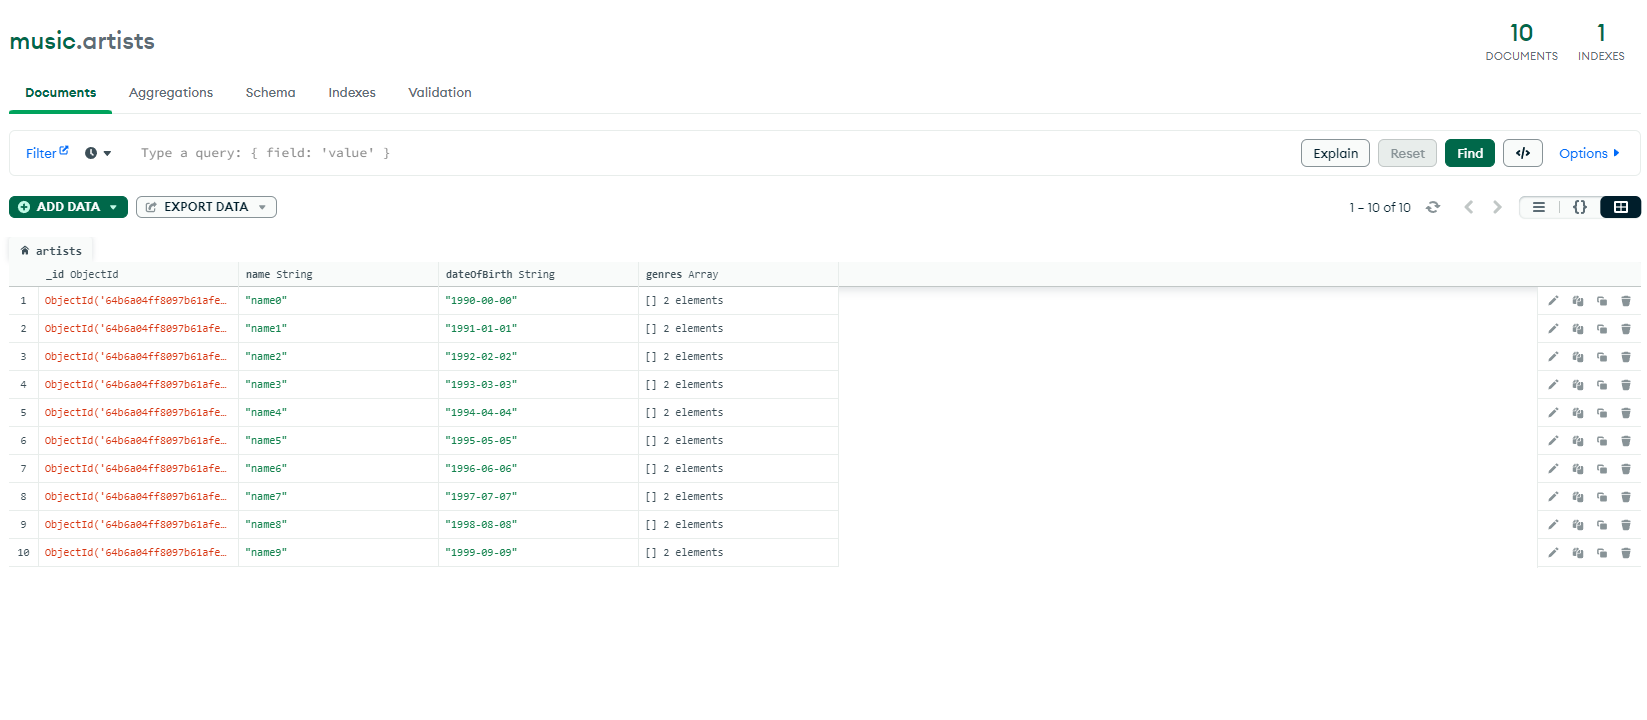 music.artists
10 1
DOCUMENTS INDEXES
Documents Aggregations Schema Indexes Validation
Filter Type a query: { field: 'value' } Explain Reset Find </> Options
ADD DATA EXPORT DATA 1 – 10 of 10 {}
artists
_id ObjectId name String dateOfBirth String genres Array
1 ObjectId('64b6a04ff8097b61afe… "name0" "1990-00-00" [] 2 elements
2 ObjectId('64b6a04ff8097b61afe… "name1" "1991-01-01" [] 2 elements
3 ObjectId('64b6a04ff8097b61afe… "name2" "1992-02-02" [] 2 elements
4 ObjectId('64b6a04ff8097b61afe… "name3" "1993-03-03" [] 2 elements
5 ObjectId('64b6a04ff8097b61afe… "name4" "1994-04-04" [] 2 elements
6 ObjectId('64b6a04ff8097b61afe… "name5" "1995-05-05" [] 2 elements
7 ObjectId('64b6a04ff8097b61afe… "name6" "1996-06-06" [] 2 elements
8 ObjectId('64b6a04ff8097b61afe… "name7" "1997-07-07" [] 2 elements
9 ObjectId('64b6a04ff8097b61afe… "name8" "1998-08-08" [] 2 elements
10 ObjectId('64b6a04ff8097b61afe… "name9" "1999-09-09" [] 2 elements